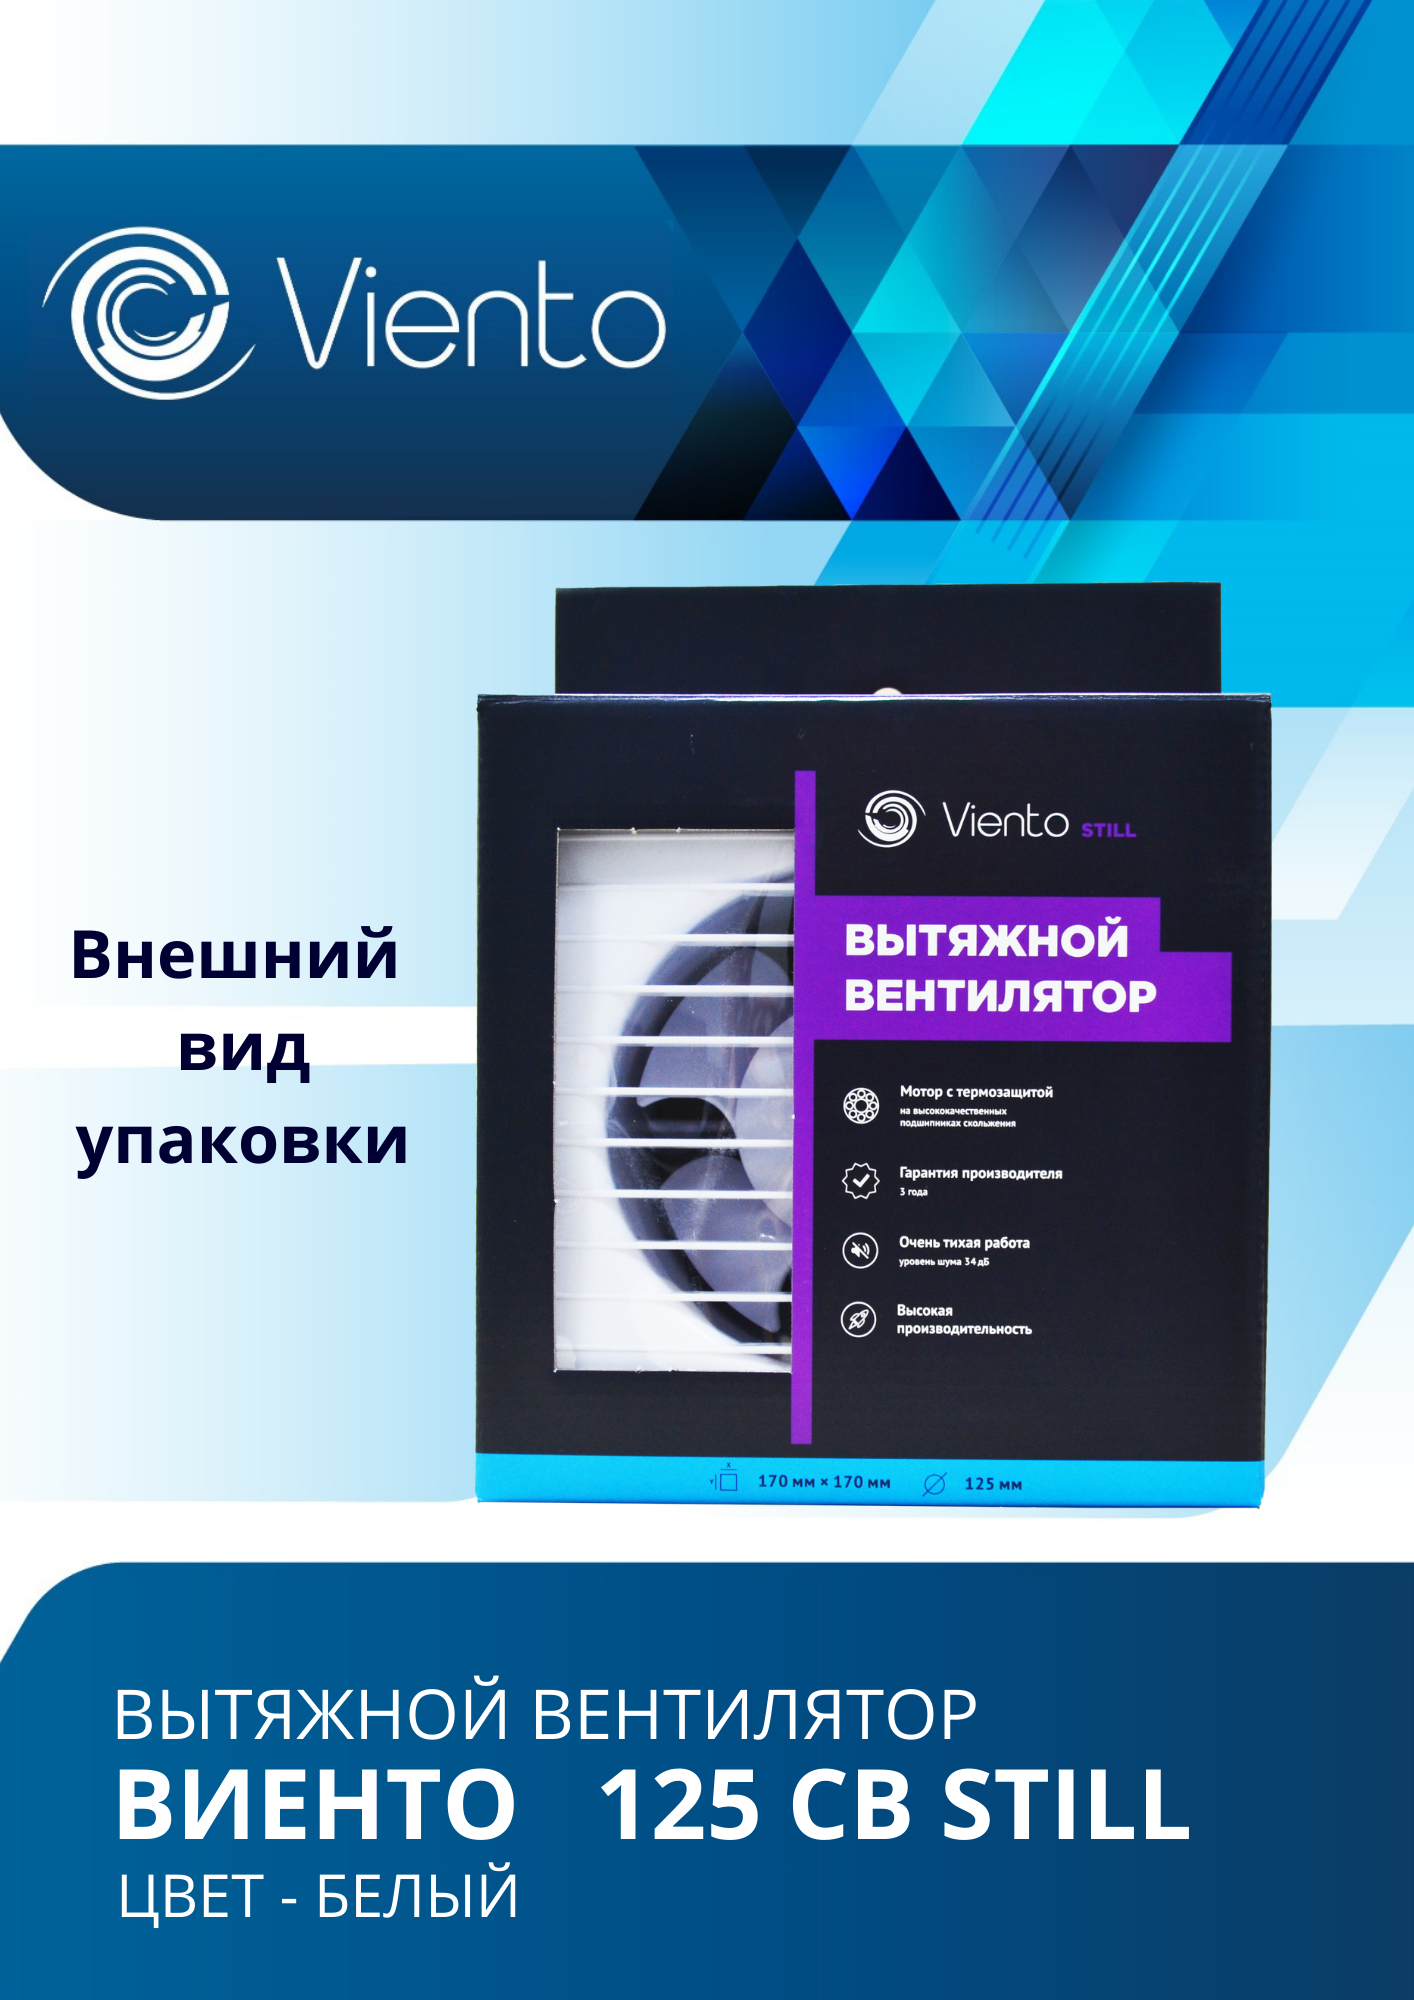 Viento
Viento STILL
ВЫТЯЖНОЙ
ВЕНТИЛЯТОР
Мотор с термозащитой
на высококачественных
подшипниках скольжения
Гарантия производителя
3 года
Очень тихая работа
уровень шума 34 дБ
Высокая
производительность
X
Y
170 мм × 170 мм
125 мм
Внешний
вид
упаковки
ВЫТЯЖНОЙ ВЕНТИЛЯТОР
ВИЕНТО 125 СВ STILL
ЦВЕТ - БЕЛЫЙ